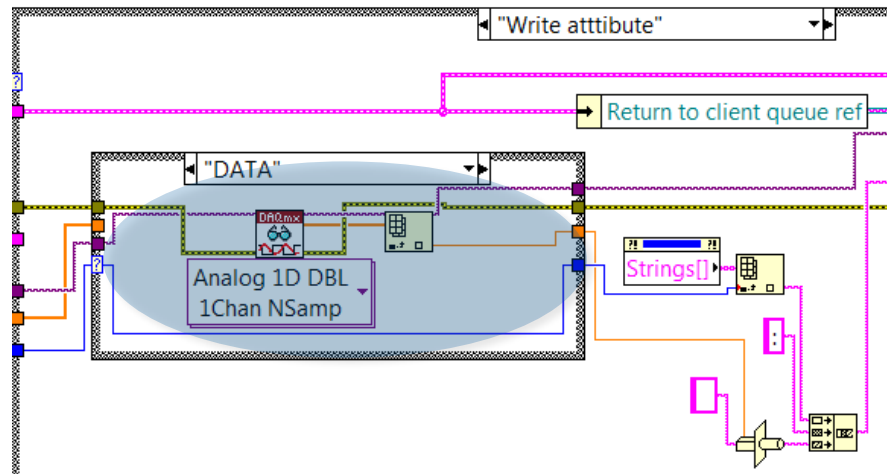 "Write atttibute"
Return to client queue ref
"DATA"
DAQmx
Analog 1D DBL
1Chan NSamp
?! ?!
Strings[]
: